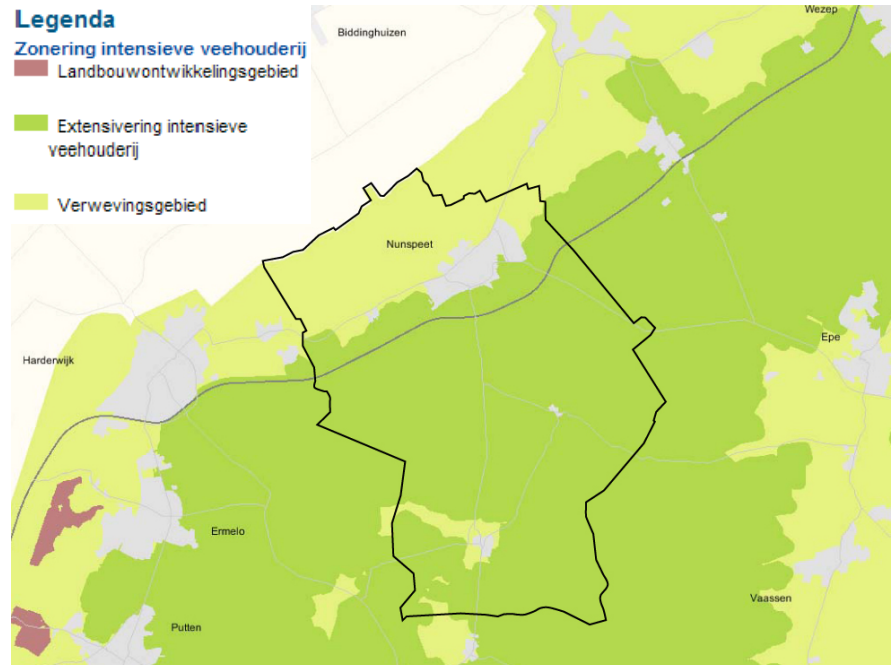 Legenda
Zonering intensieve veehouderij
Landbouwontwikkelingsgebied
Extensivering intensieve
veehouderij
Verwevingsgebied
Wezep
Biddinghuizen
Nunspeet
Epe
Harderwijk
Ermelo
Vaassen
Putten